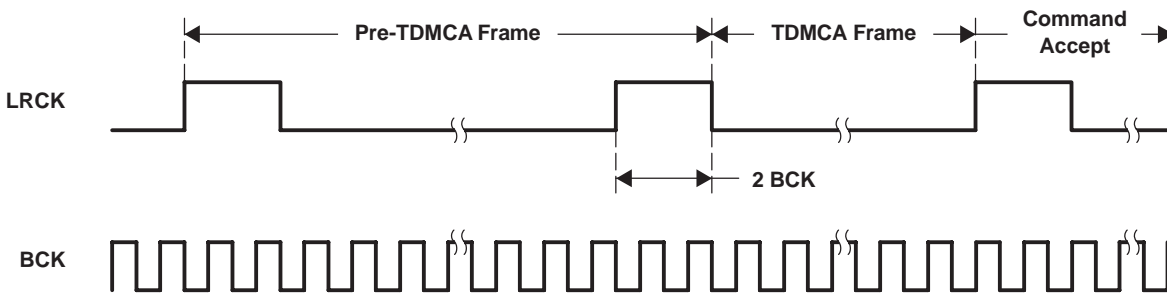 Pre-TDMCA Frame
TDMCA Frame
Command
Accept
LRCK
2 BCK
BCK